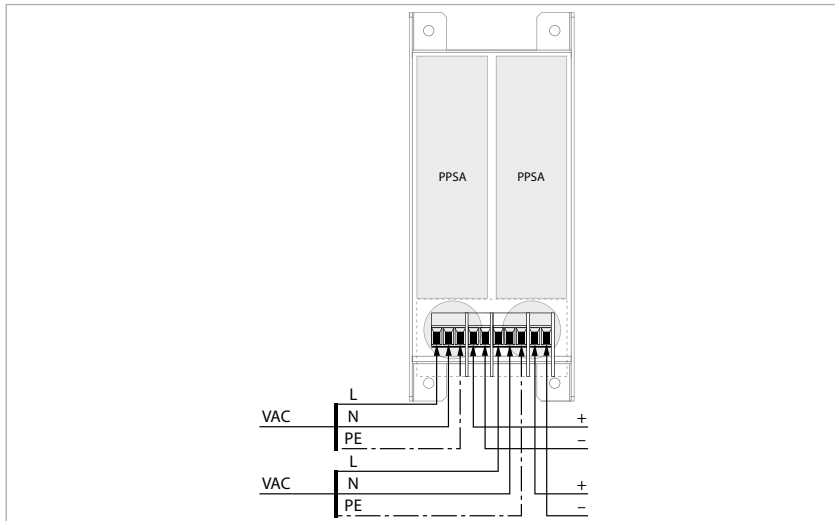 PPSA PPSA
L
VAC N +
PE –
L
VAC N +
PE –